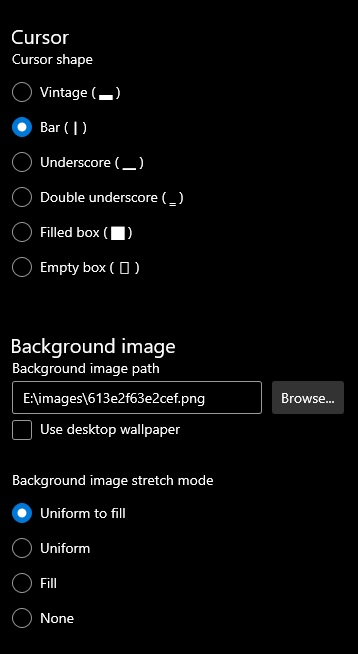 Cursor
Cursor shape
Vintage ( ▃ )
Bar ( ┃ )
Underscore ( ▁ )
Double underscore ( ‗ )
Filled box ( █ )
Empty box ( ▯ )
Background image
Background image path
E:\images\613e2f63e2cef.png
Browse...
Use desktop wallpaper
Background image stretch mode
Uniform to fill
Uniform
Fill
None